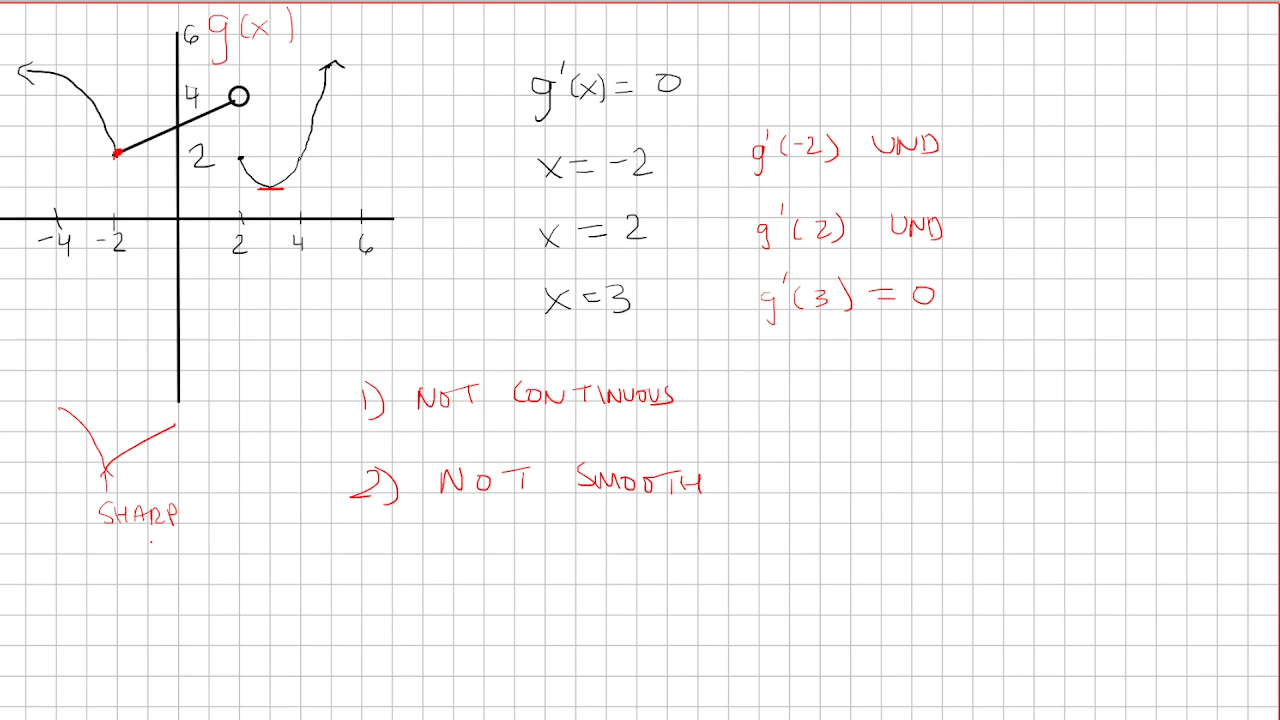 6 g(x)
4
2
-4 -2 2 4 6
g'(x) = 0
x = -2
x = 2
x = 3
g'(-2) UND
g'(2) UND
g'(3) = 0
1) NOT CONTINUOUS
2) NOT SMOOTH
SHARP